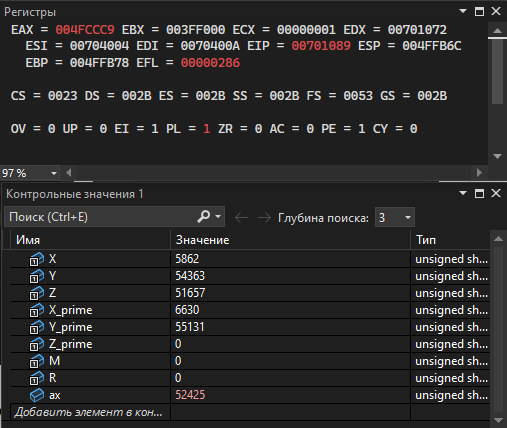 Регистры
EAX = 004FCCC9 EBX = 003FF000 ECX = 00000001 EDX = 00701072
ESI = 00704004 EDI = 0070400A EIP = 00701089 ESP = 004FFB6C
EBP = 004FFB78 EFL = 00000286
CS = 0023 DS = 002B ES = 002B SS = 002B FS = 0053 GS = 002B
OV = 0 UP = 0 EI = 1 PL = 1 ZR = 0 AC = 0 PE = 1 CY = 0
97 %
Контрольные значения 1
Поиск (Ctrl+E) Глубина поиска: 3
Имя Значение Тип
X 5862 unsigned sh...
Y 54363 unsigned sh...
Z 51657 unsigned sh...
X_prime 6630 unsigned sh...
Y_prime 55131 unsigned sh...
Z_prime 0 unsigned sh...
M 0 unsigned sh...
R 0 unsigned sh...
ax 52425 unsigned sh...
Добавить элемент в кон...